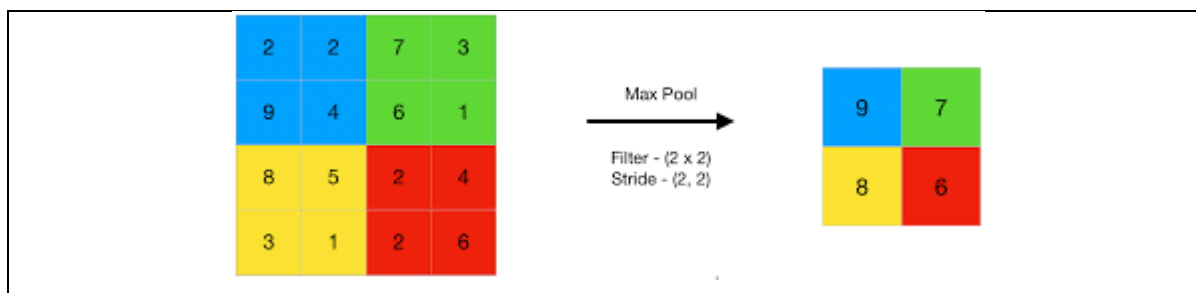 2 2 7 3
9 4 6 1
8 5 2 4
3 1 2 6
Max Pool
Filter - (2 x 2)
Stride - (2, 2)
9 7
8 6